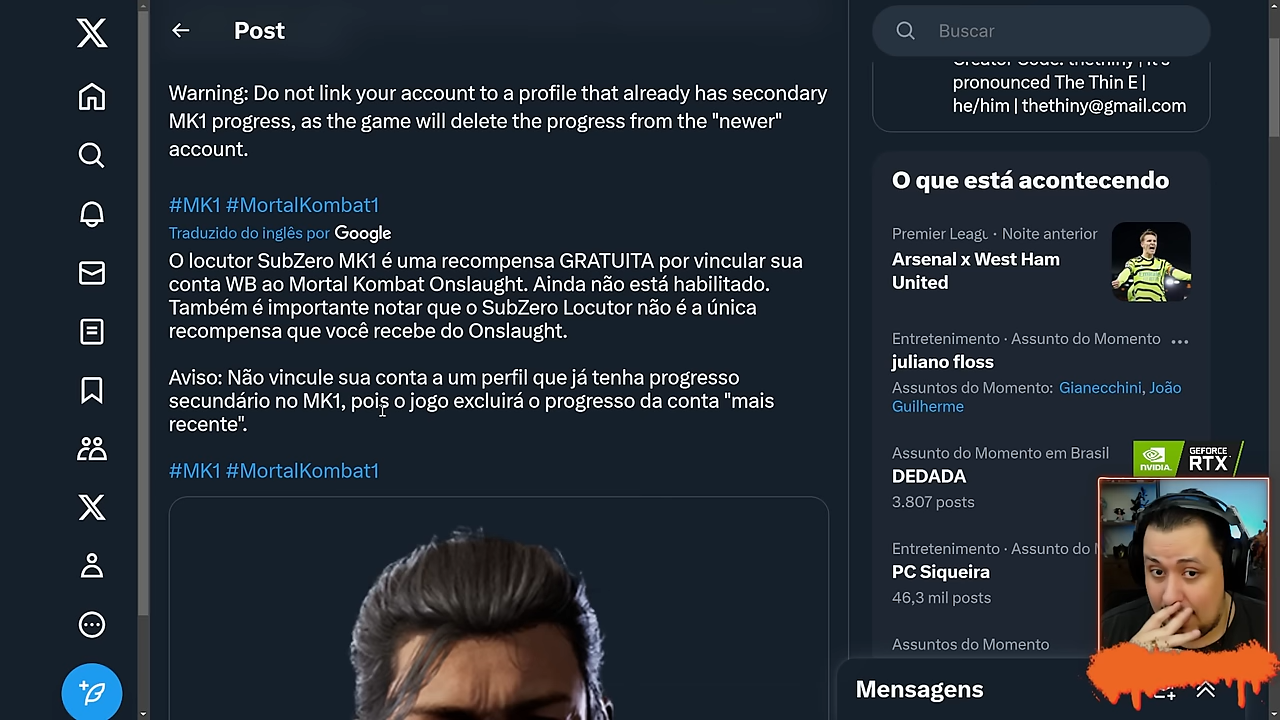 Post
Buscar
Warning: Do not link your account to a profile that already has secondary
MK1 progress, as the game will delete the progress from the "newer"
account.
#MK1 #MortalKombat1
Traduzido do inglês por Google
O locutor SubZero MK1 é uma recompensa GRATUITA por vincular sua
conta WB ao Mortal Kombat Onslaught. Ainda não está habilitado.
Também é importante notar que o SubZero Locutor não é a única
recompensa que você recebe do Onslaught.
Aviso: Não vincule sua conta a um perfil que já tenha progresso
secundário no MK1, pois o jogo excluirá o progresso da conta "mais
recente".
#MK1 #MortalKombat1
Creator Code: thethiny | It's
pronounced The Thin E |
he/him | thethiny@gmail.com
O que está acontecendo
Premier Leagu · Noite anterior
Arsenal x West Ham
United
Entretenimento · Assunto do Momento
juliano floss
Assuntos do Momento: Gianecchini, João
Guilherme
Assunto do Momento em Brasil
DEDADA
3.807 posts
Entretenimento · Assunto do
PC Siqueira
46,3 mil posts
Assuntos do Momento
Mensagens
NVIDIA.
GEFORCE
RTX